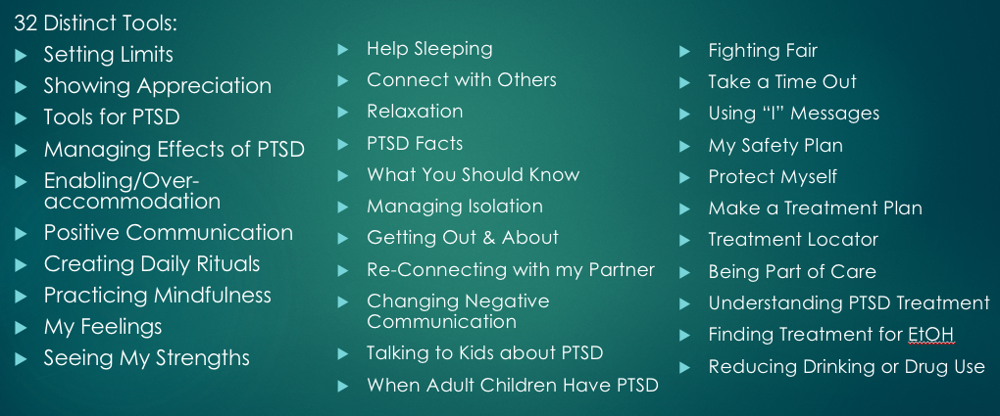 32 Distinct Tools:
Setting Limits
Showing Appreciation
Tools for PTSD
Managing Effects of PTSD
Enabling/Over-
accommodation
Positive Communication
Creating Daily Rituals
Practicing Mindfulness
My Feelings
Seeing My Strengths
Help Sleeping
Connect with Others
Relaxation
PTSD Facts
What You Should Know
Managing Isolation
Getting Out & About
Re-Connecting with my Partner
Changing Negative
Communication
Talking to Kids about PTSD
When Adult Children Have PTSD
Fighting Fair
Take a Time Out
Using “I” Messages
My Safety Plan
Protect Myself
Make a Treatment Plan
Treatment Locator
Being Part of Care
Understanding PTSD Treatment
Finding Treatment for EtOH
Reducing Drinking or Drug Use